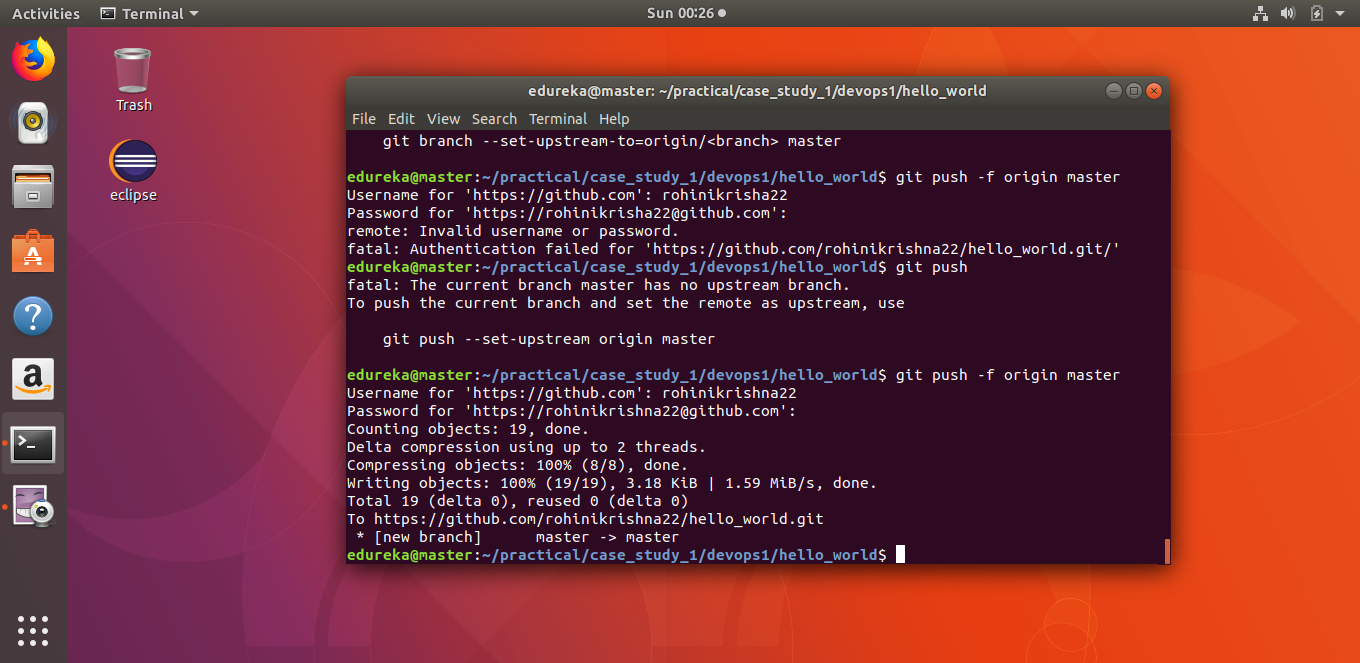 Activities
Terminal
Sun 00:26
Trash
eclipse
edureka@master: ~/practical/case_study_1/devops1/hello_world
File Edit View Search Terminal Help
    git branch --set-upstream-to=origin/<branch> master
edureka@master:~/practical/case_study_1/devops1/hello_world$ git push -f origin master
Username for 'https://github.com': rohinikrisha22
Password for 'https://rohinikrisha22@github.com':
remote: Invalid username or password.
fatal: Authentication failed for 'https://github.com/rohinikrishna22/hello_world.git/'
edureka@master:~/practical/case_study_1/devops1/hello_world$ git push
fatal: The current branch master has no upstream branch.
To push the current branch and set the remote as upstream, use
    git push --set-upstream origin master
edureka@master:~/practical/case_study_1/devops1/hello_world$ git push -f origin master
Username for 'https://github.com': rohinikrishna22
Password for 'https://rohinikrishna22@github.com':
Counting objects: 19, done.
Delta compression using up to 2 threads.
Compressing objects: 100% (8/8), done.
Writing objects: 100% (19/19), 3.18 KiB | 1.59 MiB/s, done.
Total 19 (delta 0), reused 0 (delta 0)
To https://github.com/rohinikrishna22/hello_world.git
 * [new branch]      master -> master
edureka@master:~/practical/case_study_1/devops1/hello_world$